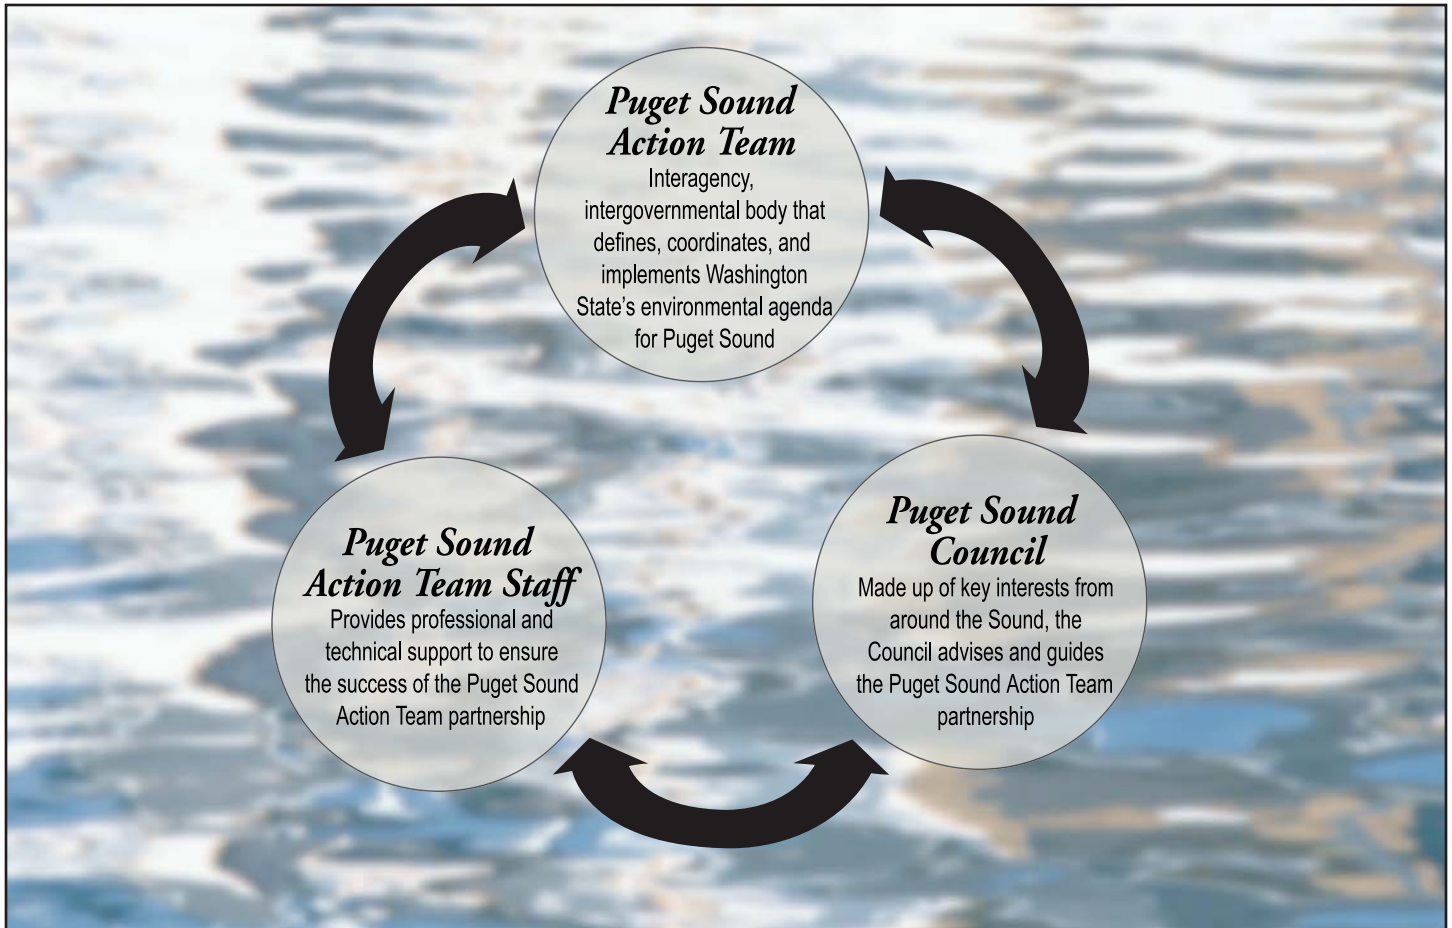 Puget Sound
Action Team
Interagency,
intergovernmental body that
defines, coordinates, and
implements Washington
State’s environmental agenda
for Puget Sound
Puget Sound
Action Team Staff
Provides professional and
technical support to ensure
the success of the Puget Sound
Action Team partnership
Puget Sound
Council
Made up of key interests from
around the Sound, the
Council advises and guides
the Puget Sound Action Team
partnership